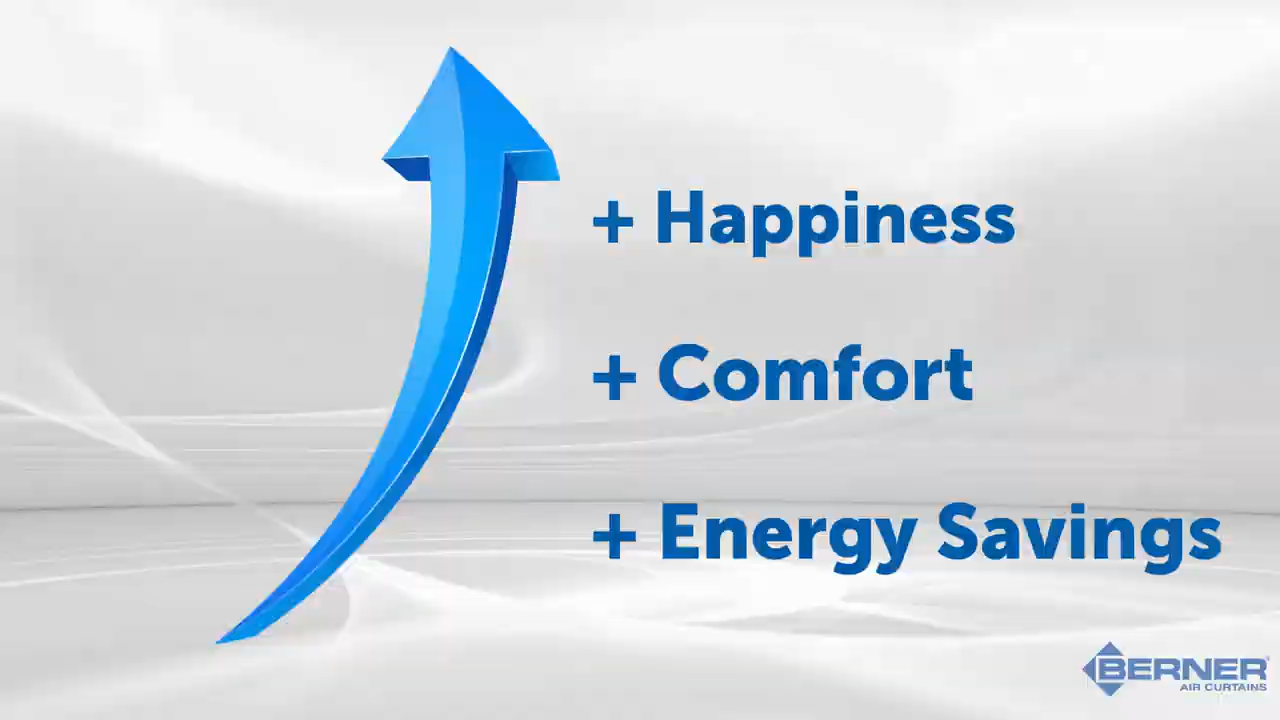 + Happiness
+ Comfort
+ Energy Savings
BERNER®
AIR CURTAINS